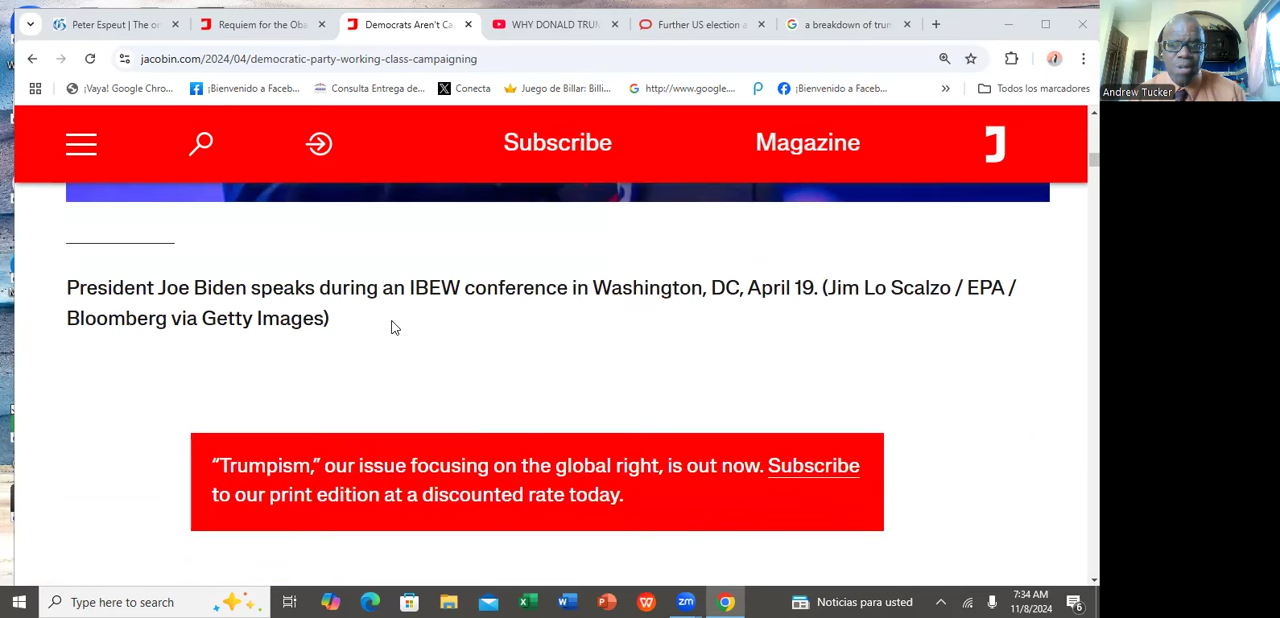 Peter Espeut | The or
Requiem for the Oba
Democrats Aren't Ca
WHY DONALD TRUM
Further US election a
a breakdown of trum
jacobin.com/2024/04/democratic-party-working-class-campaigning
¡Vaya! Google Chro...
¡Bienvenido a Faceb...
Consulta Entrega de...
Conecta
Juego de Billar: Billi...
http://www.google....
¡Bienvenido a Faceb...
»
Todos los marcadores
Andrew Tucker
Subscribe
Magazine
J
President Joe Biden speaks during an IBEW conference in Washington, DC, April 19. (Jim Lo Scalzo / EPA /
Bloomberg via Getty Images)
“Trumpism,” our issue focusing on the global right, is out now. Subscribe
to our print edition at a discounted rate today.
Type here to search
Noticias para usted
7:34 AM
11/8/2024
6